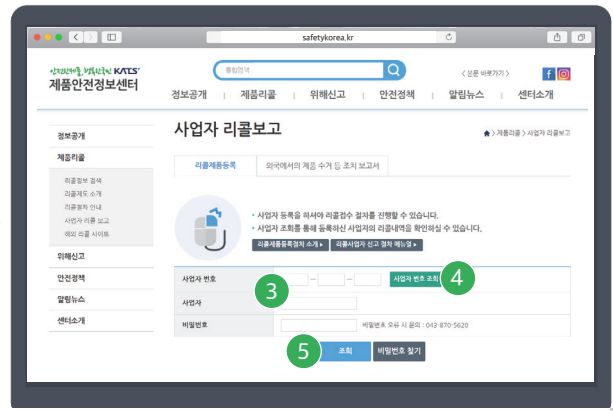 safetykorea.kr
안전한제품, 행복한국민 KATS
제품안전정보센터
통합검색
< 본문 바로가기 >
정보공개 | 제품리콜 | 위해신고 | 안전정책 | 알림뉴스 | 센터소개
사업자 리콜보고
> 제품리콜 > 사업자 리콜보고
정보공개
제품리콜
리콜정보 검색
리콜제도 소개
리콜절차 안내
사업자 리콜 보고
해외 리콜 사이트
위해신고
안전정책
알림뉴스
센터소개
리콜제품등록
외국에서의 제품 수거 등 조치 보고서
· 사업자 등록을 하셔야 리콜접수 절차를 진행할 수 있습니다.
· 사업자 조회를 통해 등록하신 사업자의 리콜내역을 확인하실 수 있습니다.
리콜제품등록절차 소개 ▸
리콜사업자 신고 절차 메뉴얼 ▸
사업자 번호
3
– –
사업자 번호 조회
4
사업자
비밀번호
비밀번호 오류 시 문의 : 043-870-5620
5
조회
비밀번호 찾기